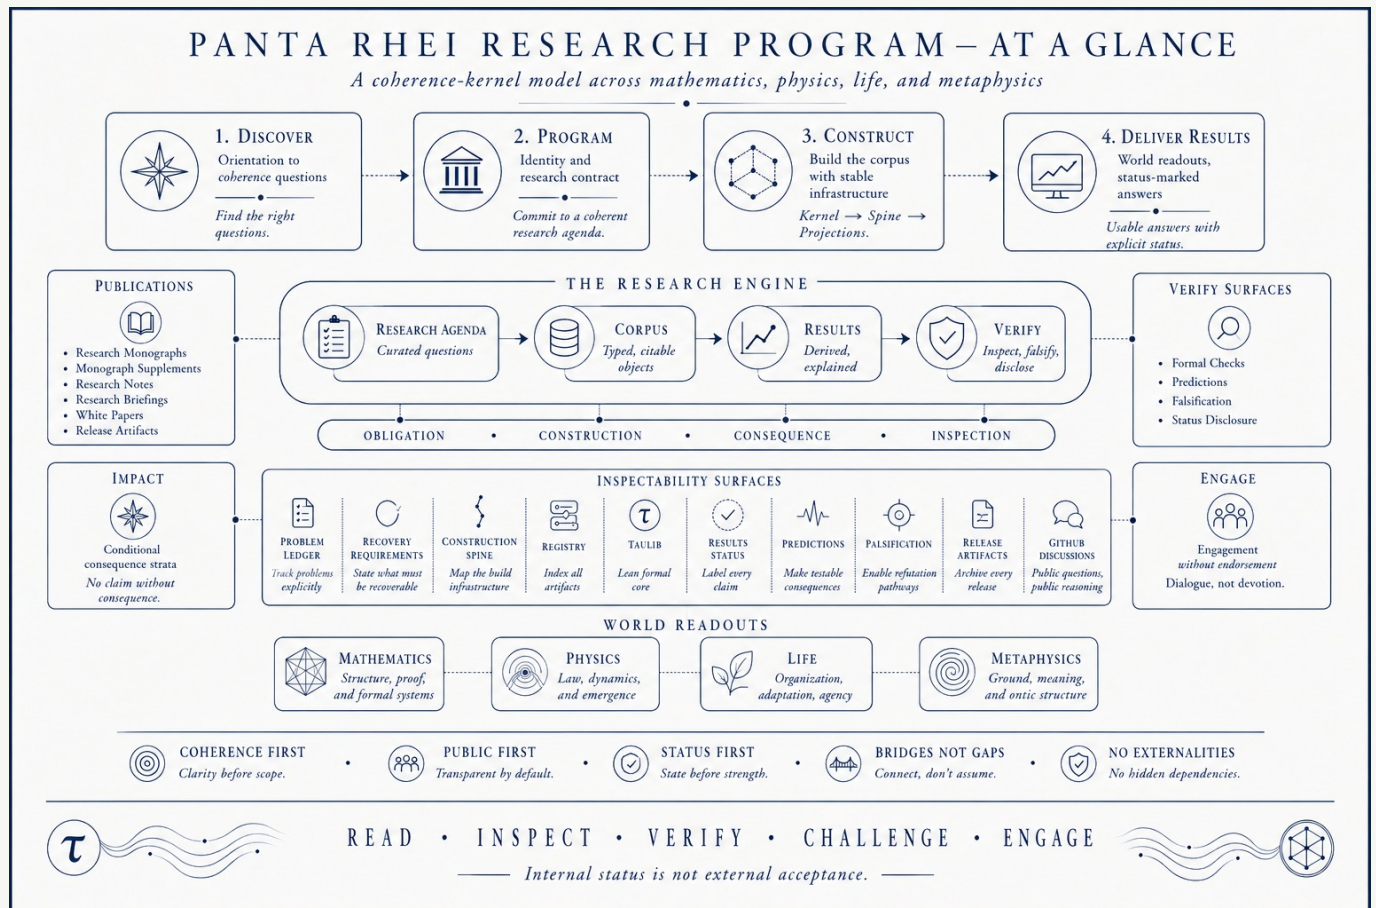 PANTA RHEI RESEARCH PROGRAM – AT A GLANCE
A coherence-kernel model across mathematics, physics, life, and metaphysics
1. DISCOVER
Orientation to
coherence questions
Find the right
questions.
2. PROGRAM
Identity and
research contract
Commit to a coherent
research agenda.
3. CONSTRUCT
Build the corpus
with stable
infrastructure
Kernel → Spine →
Projections.
4. DELIVER RESULTS
World readouts,
status-marked
answers
Usable answers with
explicit status.
PUBLICATIONS
• Research Monographs
• Monograph Supplements
• Research Notes
• Research Briefings
• White Papers
• Release Artifacts
THE RESEARCH ENGINE
RESEARCH AGENDA
Curated questions
CORPUS
Typed, citable
objects
RESULTS
Derived,
explained
VERIFY
Inspect, falsify,
disclose
OBLIGATION • CONSTRUCTION • CONSEQUENCE • INSPECTION
VERIFY SURFACES
• Formal Checks
• Predictions
• Falsification
• Status Disclosure
IMPACT
Conditional
consequence strata
No claim without
consequence.
INSPECTABILITY SURFACES
PROBLEM
LEDGER
Track problems
explicitly
RECOVERY
REQUIREMENTS
State what must
be recoverable
CONSTRUCTION
SPINE
Map the build
infrastructure
REGISTRY
Index all
artifacts
τ
TAULIB
Lean formal
core
RESULTS
STATUS
Label every
claim
PREDICTIONS
Make testable
consequences
PALSIFICATION
Enable refutation
pathways
RELEASE
ARTIFACTS
Archive every
release
GITHUB
DISCUSSIONS
Public questions,
public reasoning
ENGAGE
Engagement
without endorsement
Dialogue, not devotion.
WORLD READOUTS
MATHEMATICS
Structure, proof,
and formal systems
PHYSICS
Law, dynamics,
and emergence
LIFE
Organization,
adaptation, agency
METAPHYSICS
Ground, meaning,
and ontic structure
COHERENCE FIRST
Clarity before scope.
PUBLIC FIRST
Transparent by default.
STATUS FIRST
State before strength.
BRIDGES NOT GAPS
Connect, don't assume.
NO EXTERNALITIES
No hidden dependencies.
τ
READ • INSPECT • VERIFY • CHALLENGE • ENGAGE
Internal status is not external acceptance.